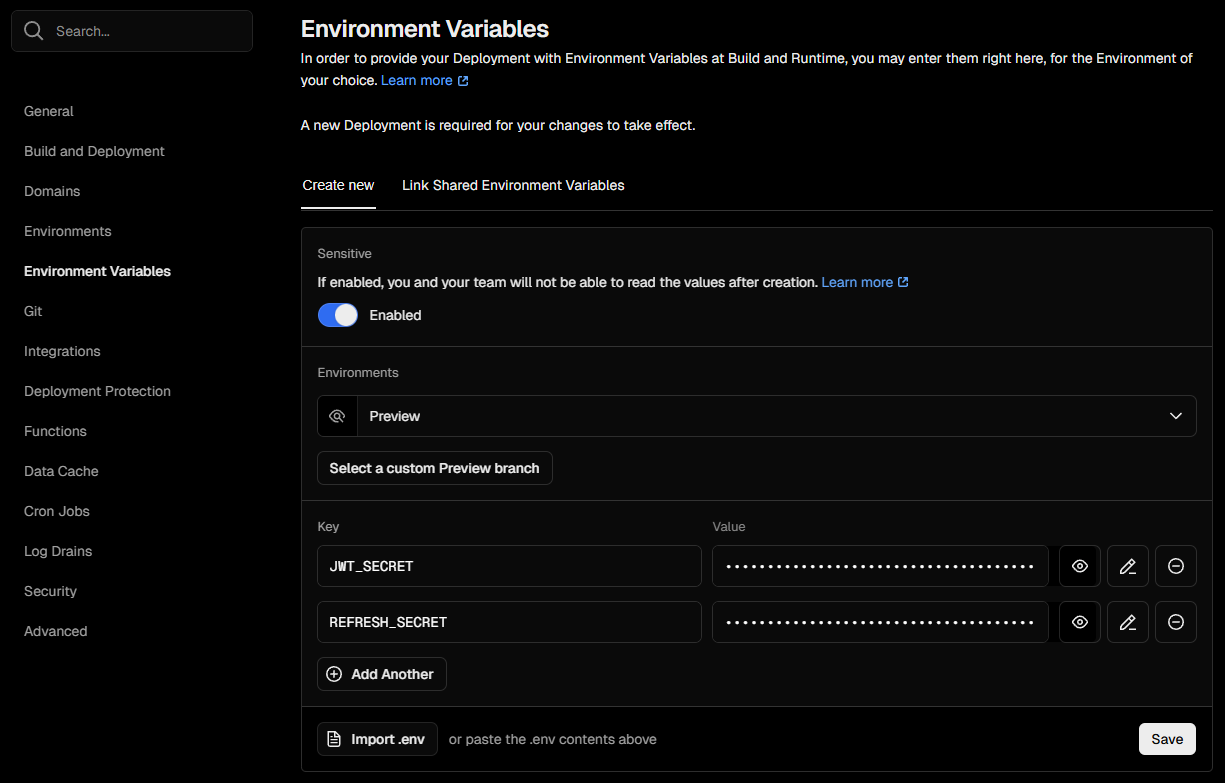 Search...
General
Build and Deployment
Domains
Environments
Environment Variables
Git
Integrations
Deployment Protection
Functions
Data Cache
Cron Jobs
Log Drains
Security
Advanced
Environment Variables
In order to provide your Deployment with Environment Variables at Build and Runtime, you may enter them right here, for the Environment of
your choice. Learn more
A new Deployment is required for your changes to take effect.
Create new Link Shared Environment Variables
Sensitive
If enabled, you and your team will not be able to read the values after creation. Learn more
Enabled
Environments
Preview
Select a custom Preview branch
Key Value
JWT_SECRET •••••••••••••••••••••••••••••••••••••
REFRESH_SECRET •••••••••••••••••••••••••••••••••••••
Add Another
Import .env or paste the .env contents above Save